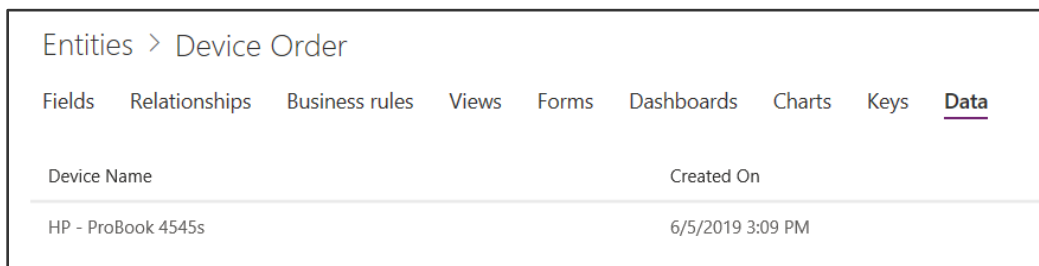 Entities > Device Order
Fields Relationships Business rules Views Forms Dashboards Charts Keys Data
Device Name Created On
HP - ProBook 4545s 6/5/2019 3:09 PM